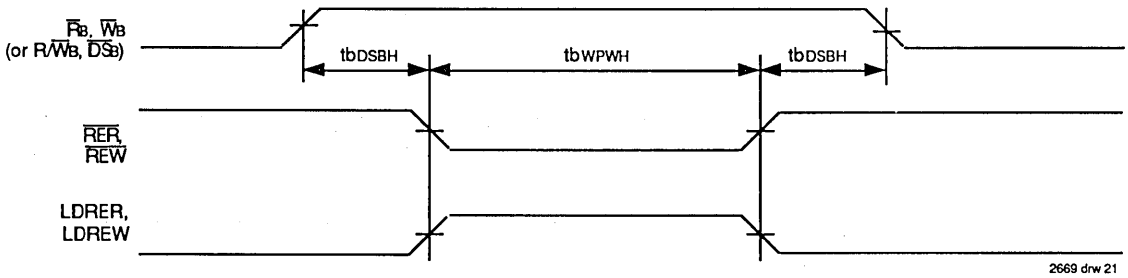 R̅B, W̅B
(or R/W̅B, D̅S̅B)
tbDSBH tbWPWH tbDSBH
R̅E̅R̅,
R̅E̅W̅
LDRER,
LDREW
2669 drw 21